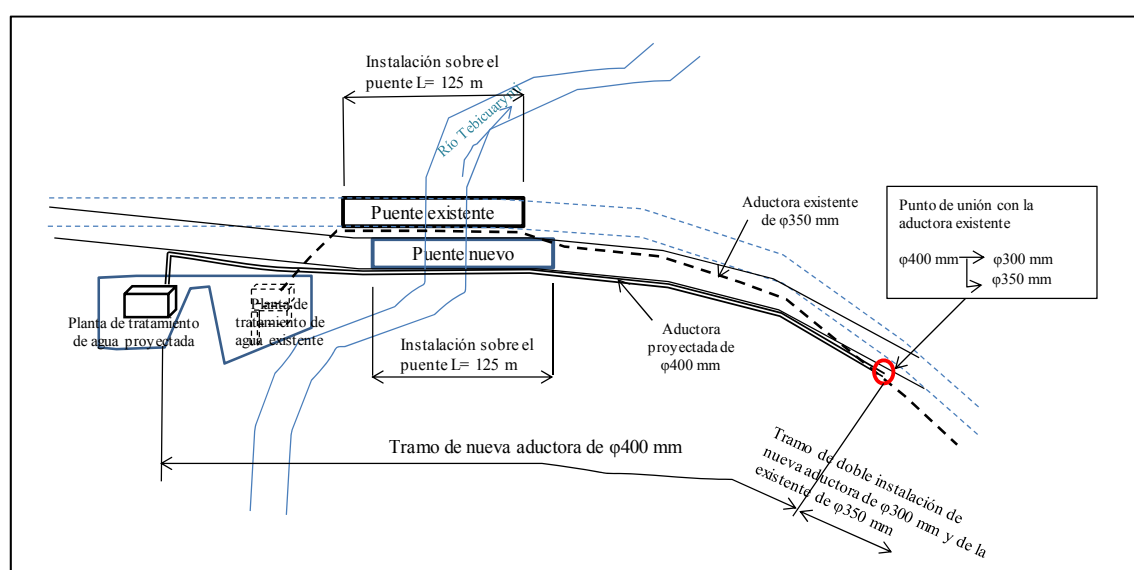 Instalación sobre el
puente L= 125 m
Río Tebicuarymi
Puente existente
Puente nuevo
Aductora existente
de φ350 mm
Punto de unión con la
aductora existente
φ400 mm
φ300 mm
φ350 mm
Planta de tratamiento
de agua proyectada
Planta de
tratamiento de
agua existente
Instalación sobre el
puente L= 125 m
Aductora
proyectada de
φ400 mm
Tramo de nueva aductora de φ400 mm
Tramo de doble instalación de
nueva aductora de φ300 mm y de la
existente de φ350 mm